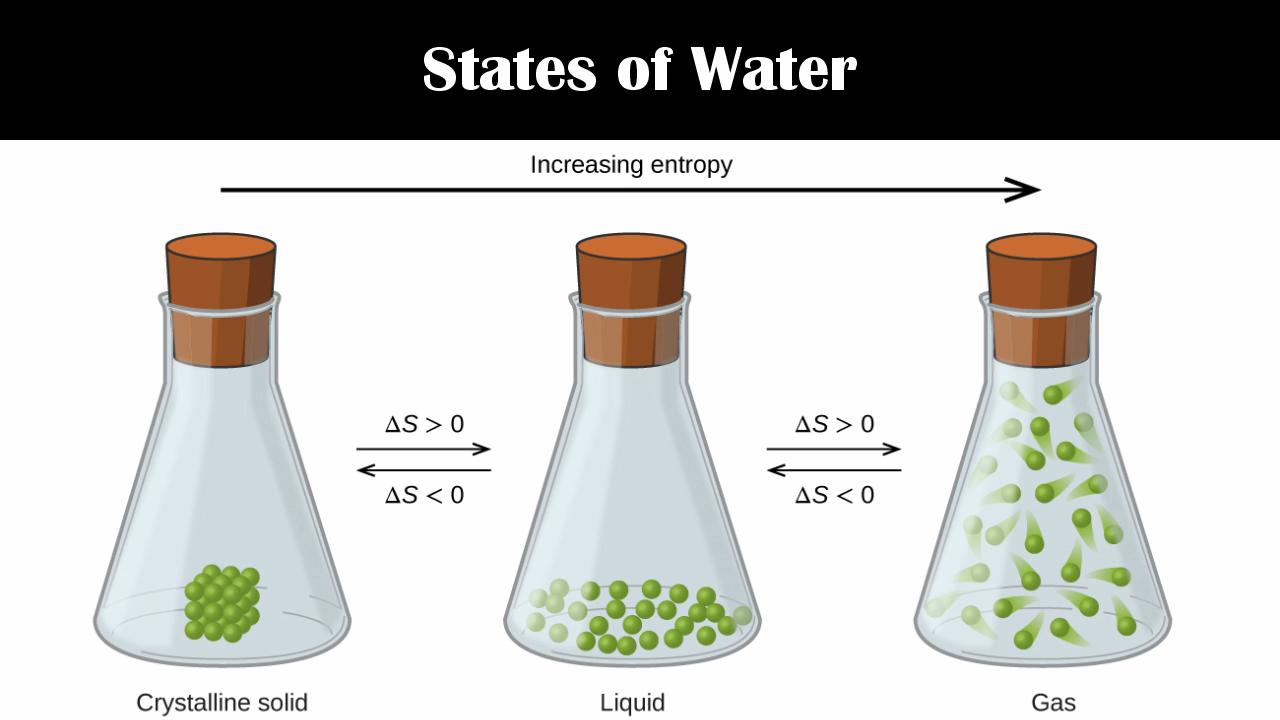 States of Water
Increasing entropy
ΔS > 0
ΔS < 0
ΔS > 0
ΔS < 0
Crystalline solid
Liquid
Gas